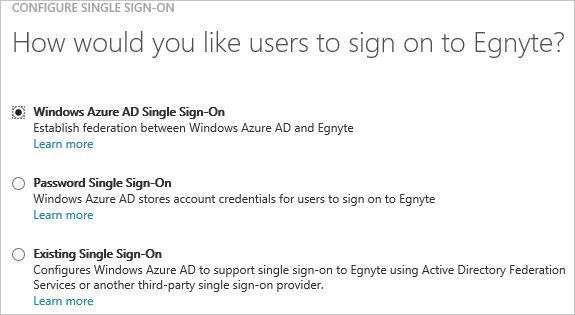 CONFIGURE SINGLE SIGN-ON
How would you like users to sign on to Egnyte?
Windows Azure AD Single Sign-On
Establish federation between Windows Azure AD and Egnyte
Learn more
Password Single Sign-On
Windows Azure AD stores account credentials for users to sign on to Egnyte
Learn more
Existing Single Sign-On
Configures Windows Azure AD to support single sign-on to Egnyte using Active Directory Federation
Services or another third-party single sign-on provider.
Learn more